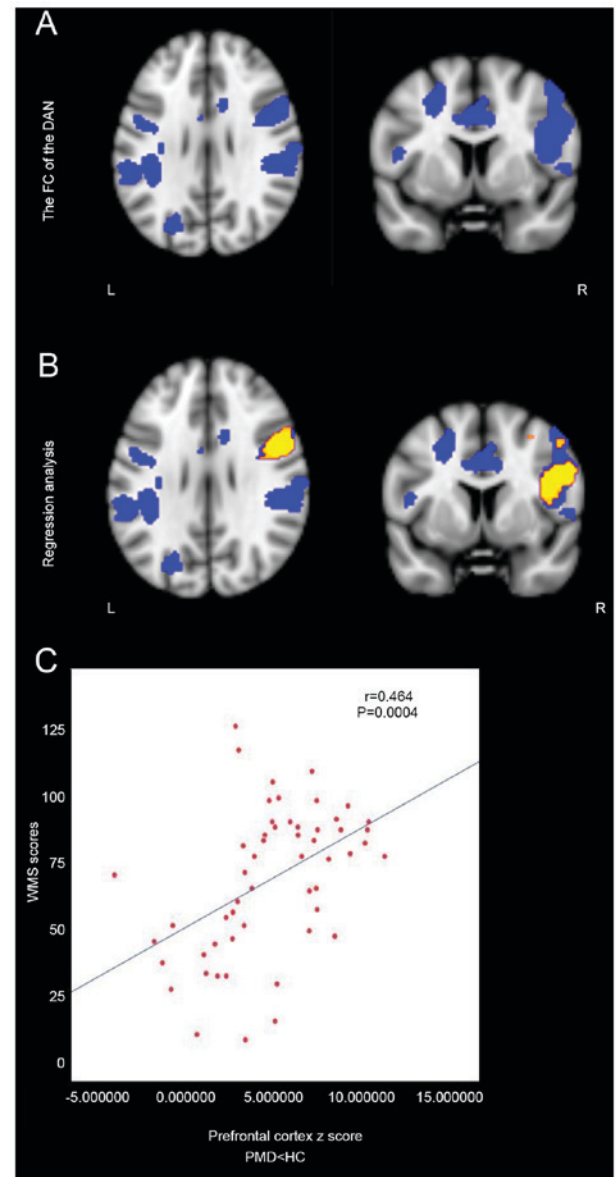 A
The FC of the DAN
L
R
B
Regression analysis
L
R
C
r=0.464
P=0.0004
WMS scores
125
100
75
50
25
0
-5.000000 0.000000 5.000000 10.000000 15.000000
Prefrontal cortex z score
PMD<HC